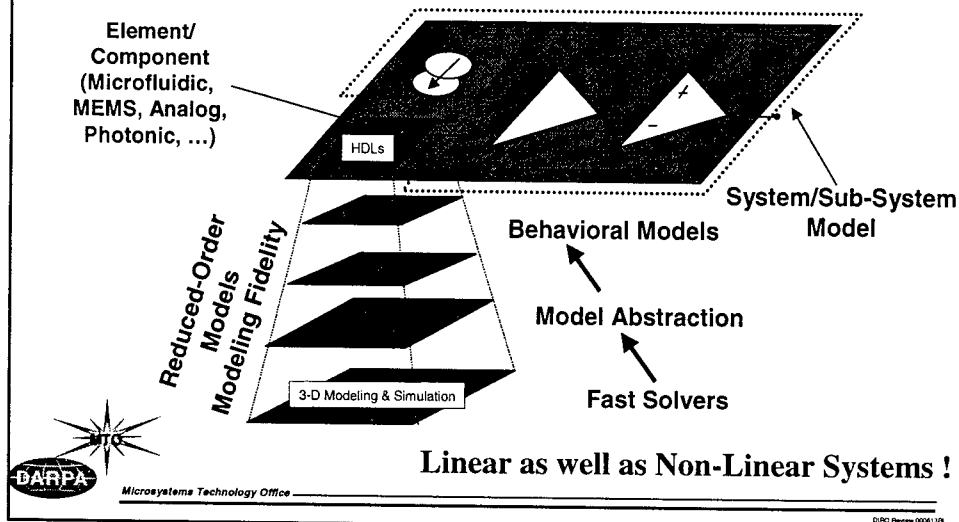 Element/
Component
(Microfluidic,
MEMS, Analog,
Photonic, ...)
HDLs
System/Sub-System
Model
Reduced-Order
Models
Modeling Fidelity
Behavioral Models
Model Abstraction
Fast Solvers
3-D Modeling & Simulation
+
-
MTO
DARPA
Linear as well as Non-Linear Systems !
Microsystems Technology Office